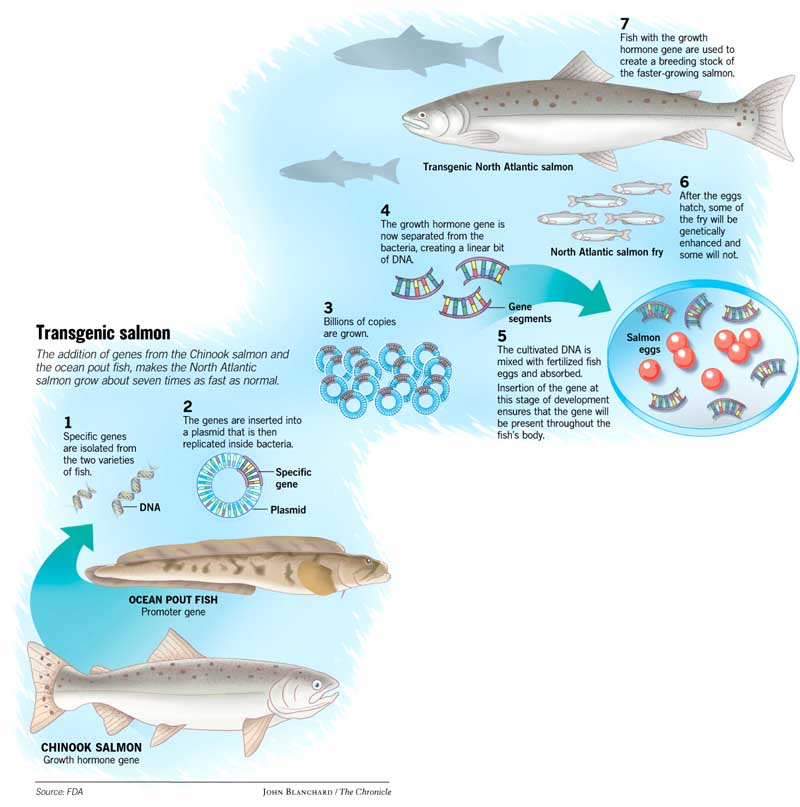 Transgenic salmon
The addition of genes from the Chinook salmon and
the ocean pout fish, makes the North Atlantic
salmon grow about seven times as fast as normal.
1
Specific genes
are isolated from
the two varieties
of fish.
DNA
2
The genes are inserted into
a plasmid that is then
replicated inside bacteria.
Specific
gene
Plasmid
OCEAN POUT FISH
Promoter gene
CHINOOK SALMON
Growth hormone gene
3
Billions of copies
are grown.
4
The growth hormone gene is
now separated from the
bacteria, creating a linear bit
of DNA.
Gene
segments
5
The cultivated DNA is
mixed with fertilized fish
eggs and absorbed.
Insertion of the gene at
this stage of development
ensures that the gene will
be present throughout the
fish's body.
Salmon
eggs
6
After the eggs
hatch, some of
the fry will be
genetically
enhanced and
some will not.
North Atlantic salmon fry
7
Fish with the growth
hormone gene are used to
create a breeding stock of
the faster-growing salmon.
Transgenic North Atlantic salmon
Source: FDA
John Blanchard / The Chronicle